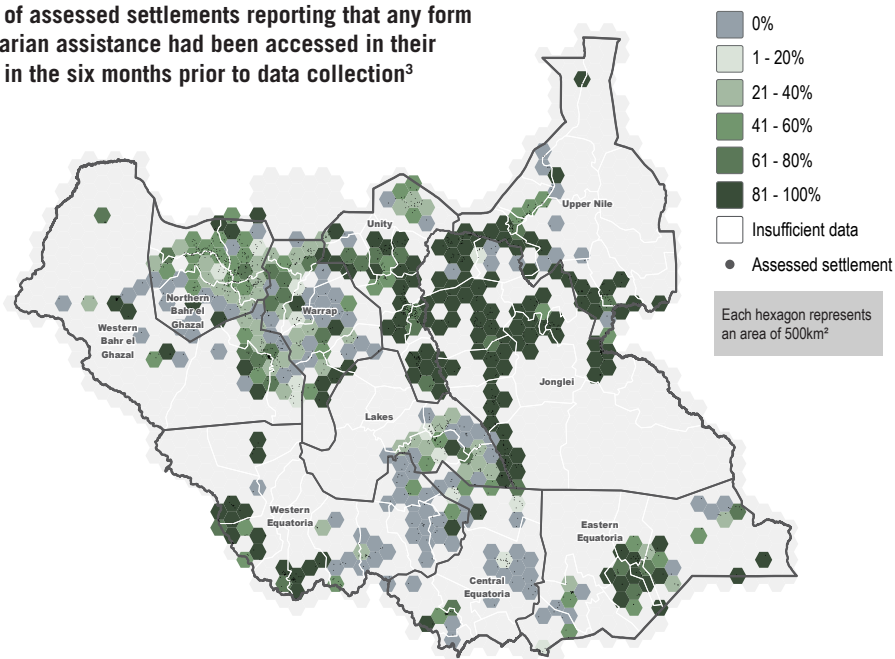 of assessed settlements reporting that any form
arian assistance had been accessed in their
in the six months prior to data collection³
0%
1 - 20%
21 - 40%
41 - 60%
61 - 80%
81 - 100%
Insufficient data
Assessed settlement
Each hexagon represents
an area of 500km²
Upper Nile
Unity
Northern
Bahr el
Ghazal
Warrap
Western
Bahr el
Ghazal
Jonglei
Lakes
Western
Equatoria
Eastern
Equatoria
Central
Equatoria